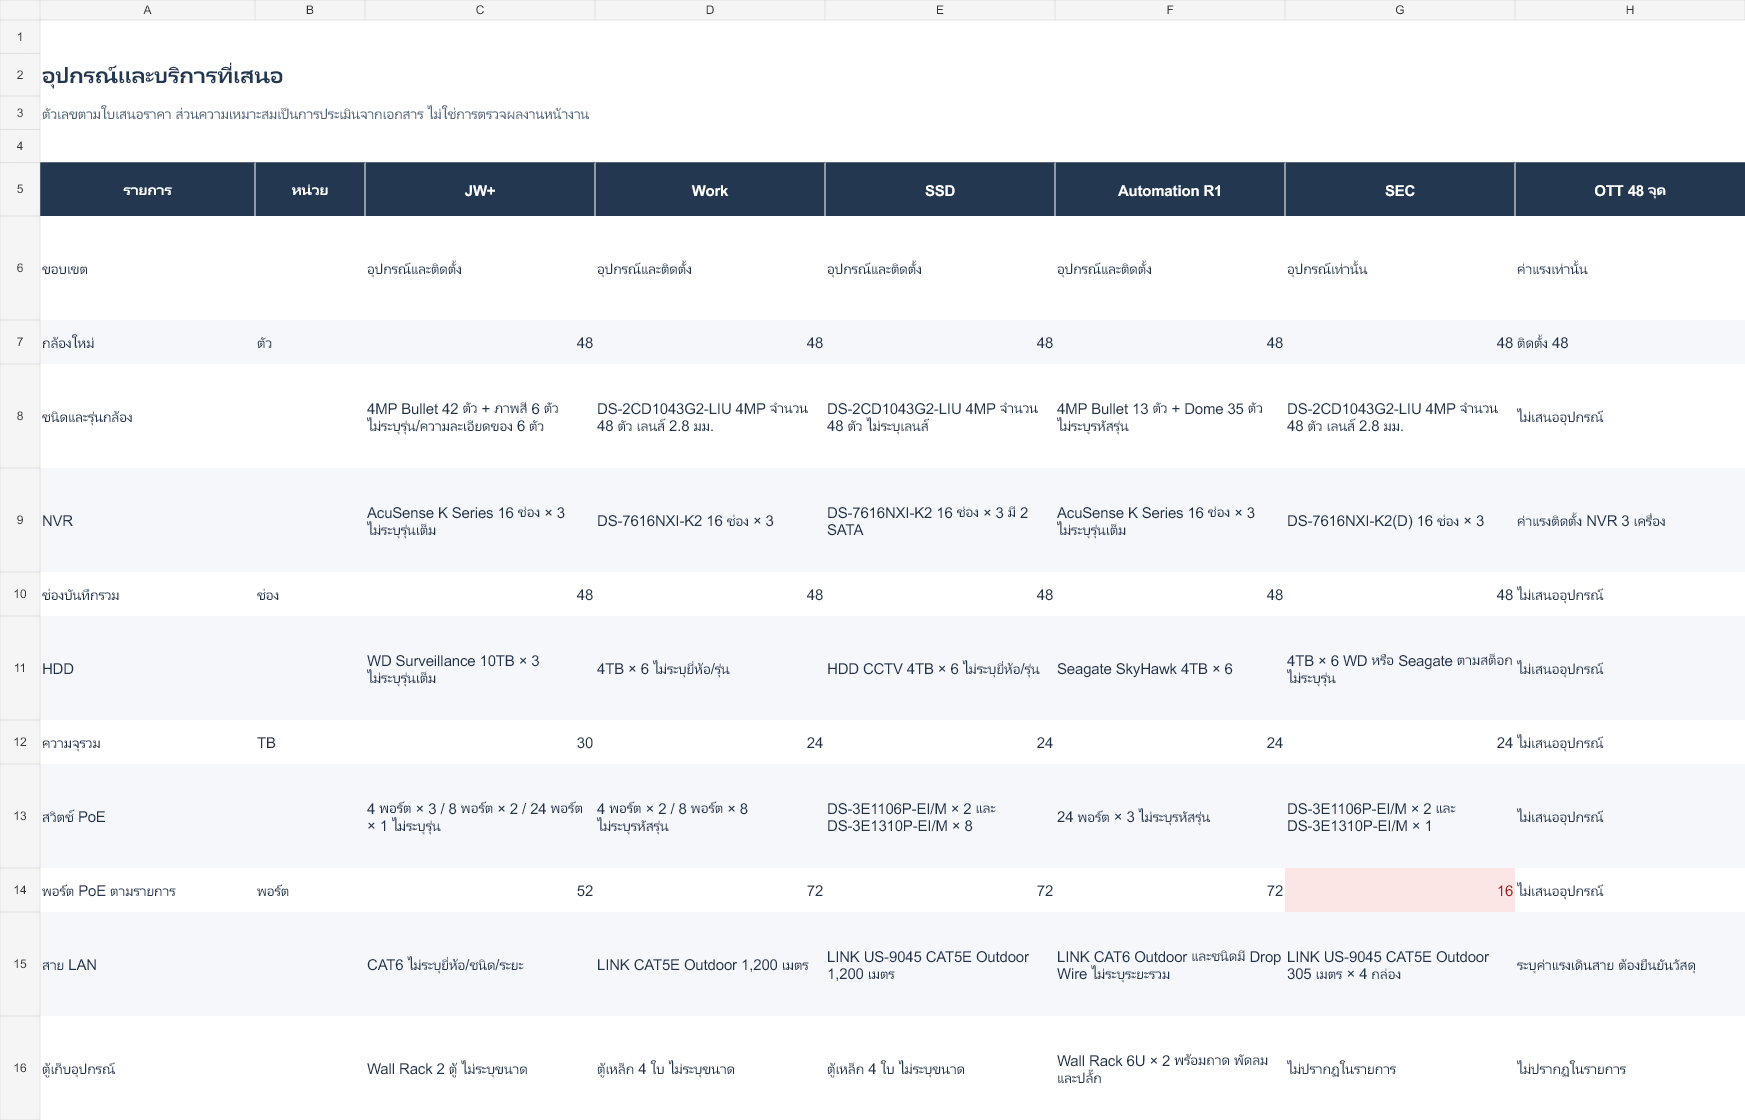 A B C D E F G H
1
2 อุปกรณ์และบริการที่เสนอ
3 ตัวเลขตามใบเสนอราคา ส่วนความเหมาะสมเป็นการประเมินจากเอกสาร ไม่ใช่การตรวจผลงานหน้างาน
4
5 รายการ หน่วย JW+ Work SSD Automation R1 SEC OTT 48 จุด
6 ขอบเขต อุปกรณ์และติดตั้ง อุปกรณ์และติดตั้ง อุปกรณ์และติดตั้ง อุปกรณ์และติดตั้ง อุปกรณ์เท่านั้น ค่าแรงเท่านั้น
7 กล้องใหม่ ตัว 48 48 48 48 48 ติดตั้ง 48
8 ชนิดและรุ่นกล้อง
4MP Bullet 42 ตัว + ภาพสี 6 ตัว
ไม่ระบุรุ่น/ความละเอียดของ 6 ตัว
DS-2CD1043G2-LIU 4MP จำนวน
48 ตัว เลนส์ 2.8 มม.
DS-2CD1043G2-LIU 4MP จำนวน
48 ตัว ไม่ระบุเลนส์
4MP Bullet 13 ตัว + Dome 35 ตัว
ไม่ระบุรหัสรุ่น
DS-2CD1043G2-LIU 4MP จำนวน
48 ตัว เลนส์ 2.8 มม.
ไม่เสนออุปกรณ์
9 NVR
AcuSense K Series 16 ช่อง × 3
ไม่ระบุรุ่นเต็ม
DS-7616NXI-K2 16 ช่อง × 3
DS-7616NXI-K2 16 ช่อง × 3 มี 2
SATA
AcuSense K Series 16 ช่อง × 3
ไม่ระบุรุ่นเต็ม
DS-7616NXI-K2(D) 16 ช่อง × 3
ค่าแรงติดตั้ง NVR 3 เครื่อง
10 ช่องบันทึกรวม ช่อง 48 48 48 48 48 ไม่เสนออุปกรณ์
11 HDD
WD Surveillance 10TB × 3
ไม่ระบุรุ่นเต็ม
4TB × 6 ไม่ระบุยี่ห้อ/รุ่น
HDD CCTV 4TB × 6 ไม่ระบุยี่ห้อ/รุ่น
Seagate SkyHawk 4TB × 6
4TB × 6 WD หรือ Seagate ตามสต็อก
ไม่ระบุรุ่น
ไม่เสนออุปกรณ์
12 ความจุรวม TB 30 24 24 24 24 ไม่เสนออุปกรณ์
13 สวิตช์ PoE
4 พอร์ต × 3 / 8 พอร์ต × 2 / 24 พอร์ต
× 1 ไม่ระบุรุ่น
4 พอร์ต × 2 / 8 พอร์ต × 8
ไม่ระบุรหัสรุ่น
DS-3E1106P-EI/M × 2 และ
DS-3E1310P-EI/M × 8
24 พอร์ต × 3 ไม่ระบุรหัสรุ่น
DS-3E1106P-EI/M × 2 และ
DS-3E1310P-EI/M × 1
ไม่เสนออุปกรณ์
14 พอร์ต PoE ตามรายการ พอร์ต 52 72 72 72 16 ไม่เสนออุปกรณ์
15 สาย LAN
CAT6 ไม่ระบุยี่ห้อ/ชนิด/ระยะ
LINK CAT5E Outdoor 1,200 เมตร
LINK US-9045 CAT5E Outdoor
1,200 เมตร
LINK CAT6 Outdoor และชนิดมี Drop
Wire ไม่ระบุระยะรวม
LINK US-9045 CAT5E Outdoor
305 เมตร × 4 กล่อง
ระบุค่าแรงเดินสาย ต้องยืนยันวัสดุ
16 ตู้เก็บอุปกรณ์
Wall Rack 2 ตู้ ไม่ระบุขนาด
ตู้เหล็ก 4 ใบ ไม่ระบุขนาด
ตู้เหล็ก 4 ใบ ไม่ระบุขนาด
Wall Rack 6U × 2 พร้อมถาด พัดลม
และปลั๊ก
ไม่ปรากฏในรายการ
ไม่ปรากฏในรายการ